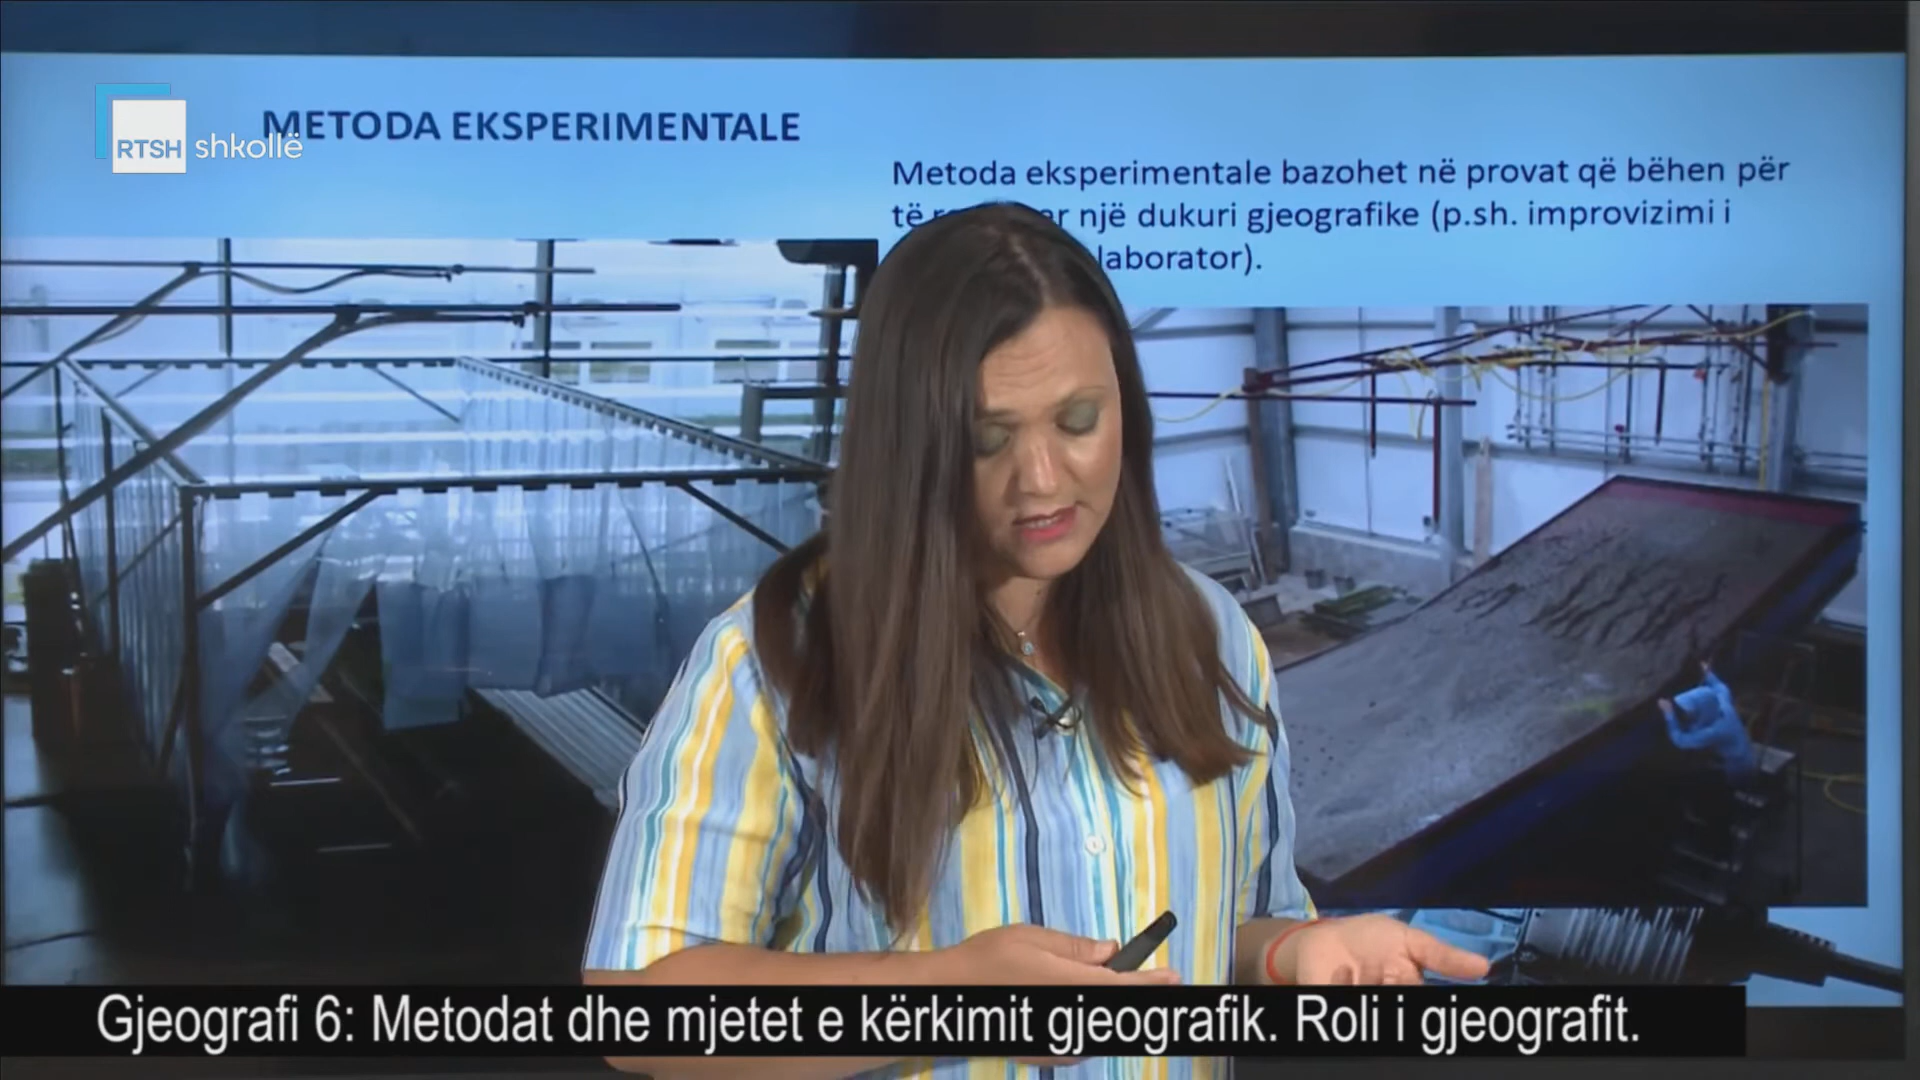 METODA EKSPERIMENTALE
RTSH shkollë
Metoda eksperimentale bazohet në provat që bëhen për
të një dukuri gjeografike (p.sh. improvizimi i
laborator).
Gjeografi 6: Metodat dhe mjetet e kërkimit gjeografik. Roli i gjeografit.